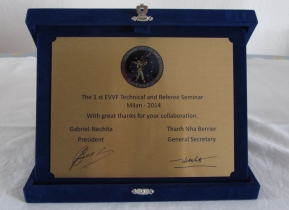 The 1 st EVVF Technical and Referee Seminar
Milan - 2014
With great thanks for your collaboration.
Gabriel Nechita Thanh Nha Bernier
President General Secretary